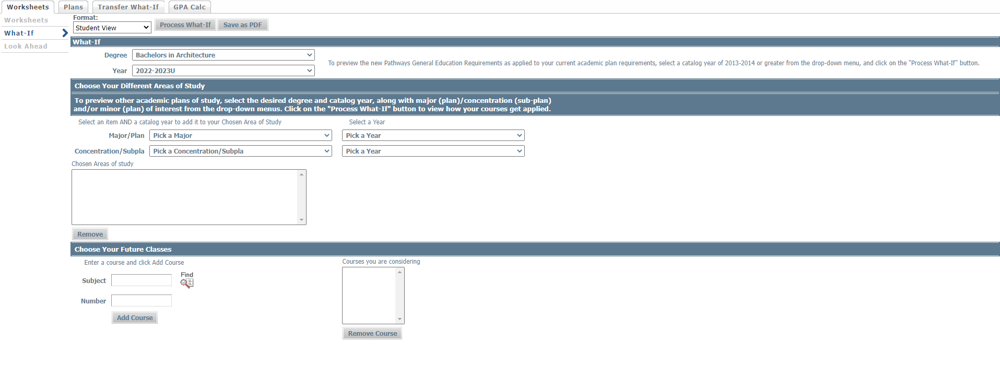 Worksheets Plans Transfer What-If GPA Calc
Worksheets
What-If
Look Ahead
Format:
Student View Process What-If Save as PDF
What-If
Degree Bachelors in Architecture
Year 2022-2023U
To preview the new Pathways General Education Requirements as applied to your current academic plan requirements, select a catalog year of 2013-2014 or greater from the drop-down menu, and click on the "Process What-If" button.
Choose Your Different Areas of Study
To preview other academic plans of study, select the desired degree and catalog year, along with major (plan)/concentration (sub-plan)
and/or minor (plan) of interest from the drop-down menus. Click on the "Process What-If" button to view how your courses get applied.
Select an item AND a catalog year to add it to your Chosen Area of Study Select a Year
Major/Plan Pick a Major Pick a Year
Concentration/Subpla Pick a Concentration/Subpla Pick a Year
Chosen Areas of study
Remove
Choose Your Future Classes
Enter a course and click Add Course Courses you are considering
Find
Subject
Number
Add Course
Remove Course